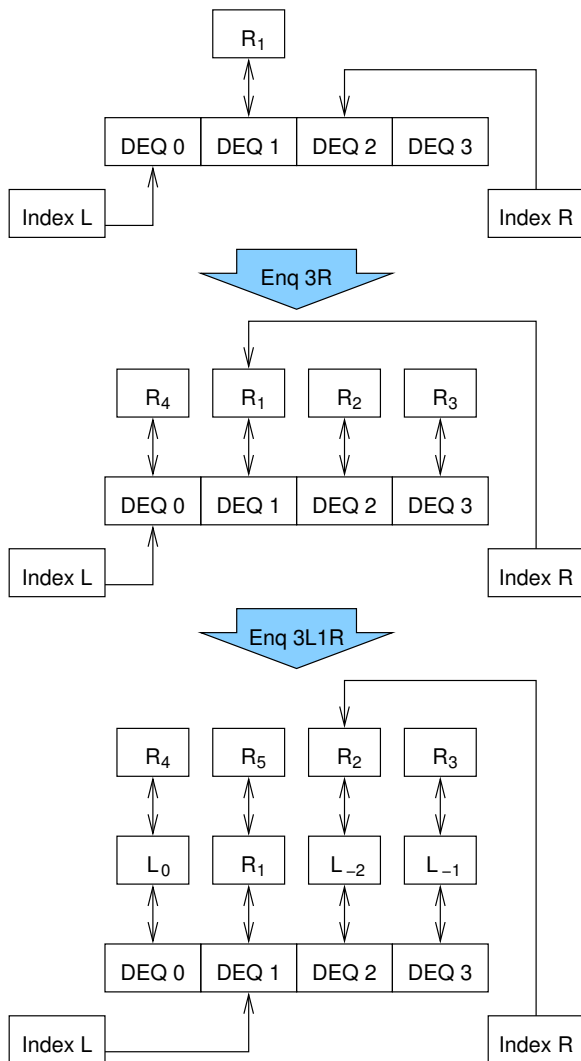 R₁
DEQ 0 DEQ 1 DEQ 2 DEQ 3
Index L Index R
Enq 3R
R₄ R₁ R₂ R₃
DEQ 0 DEQ 1 DEQ 2 DEQ 3
Index L Index R
Enq 3L1R
R₄ R₅ R₂ R₃
L₀ R₁ L₋₂ L₋₁
DEQ 0 DEQ 1 DEQ 2 DEQ 3
Index L Index R